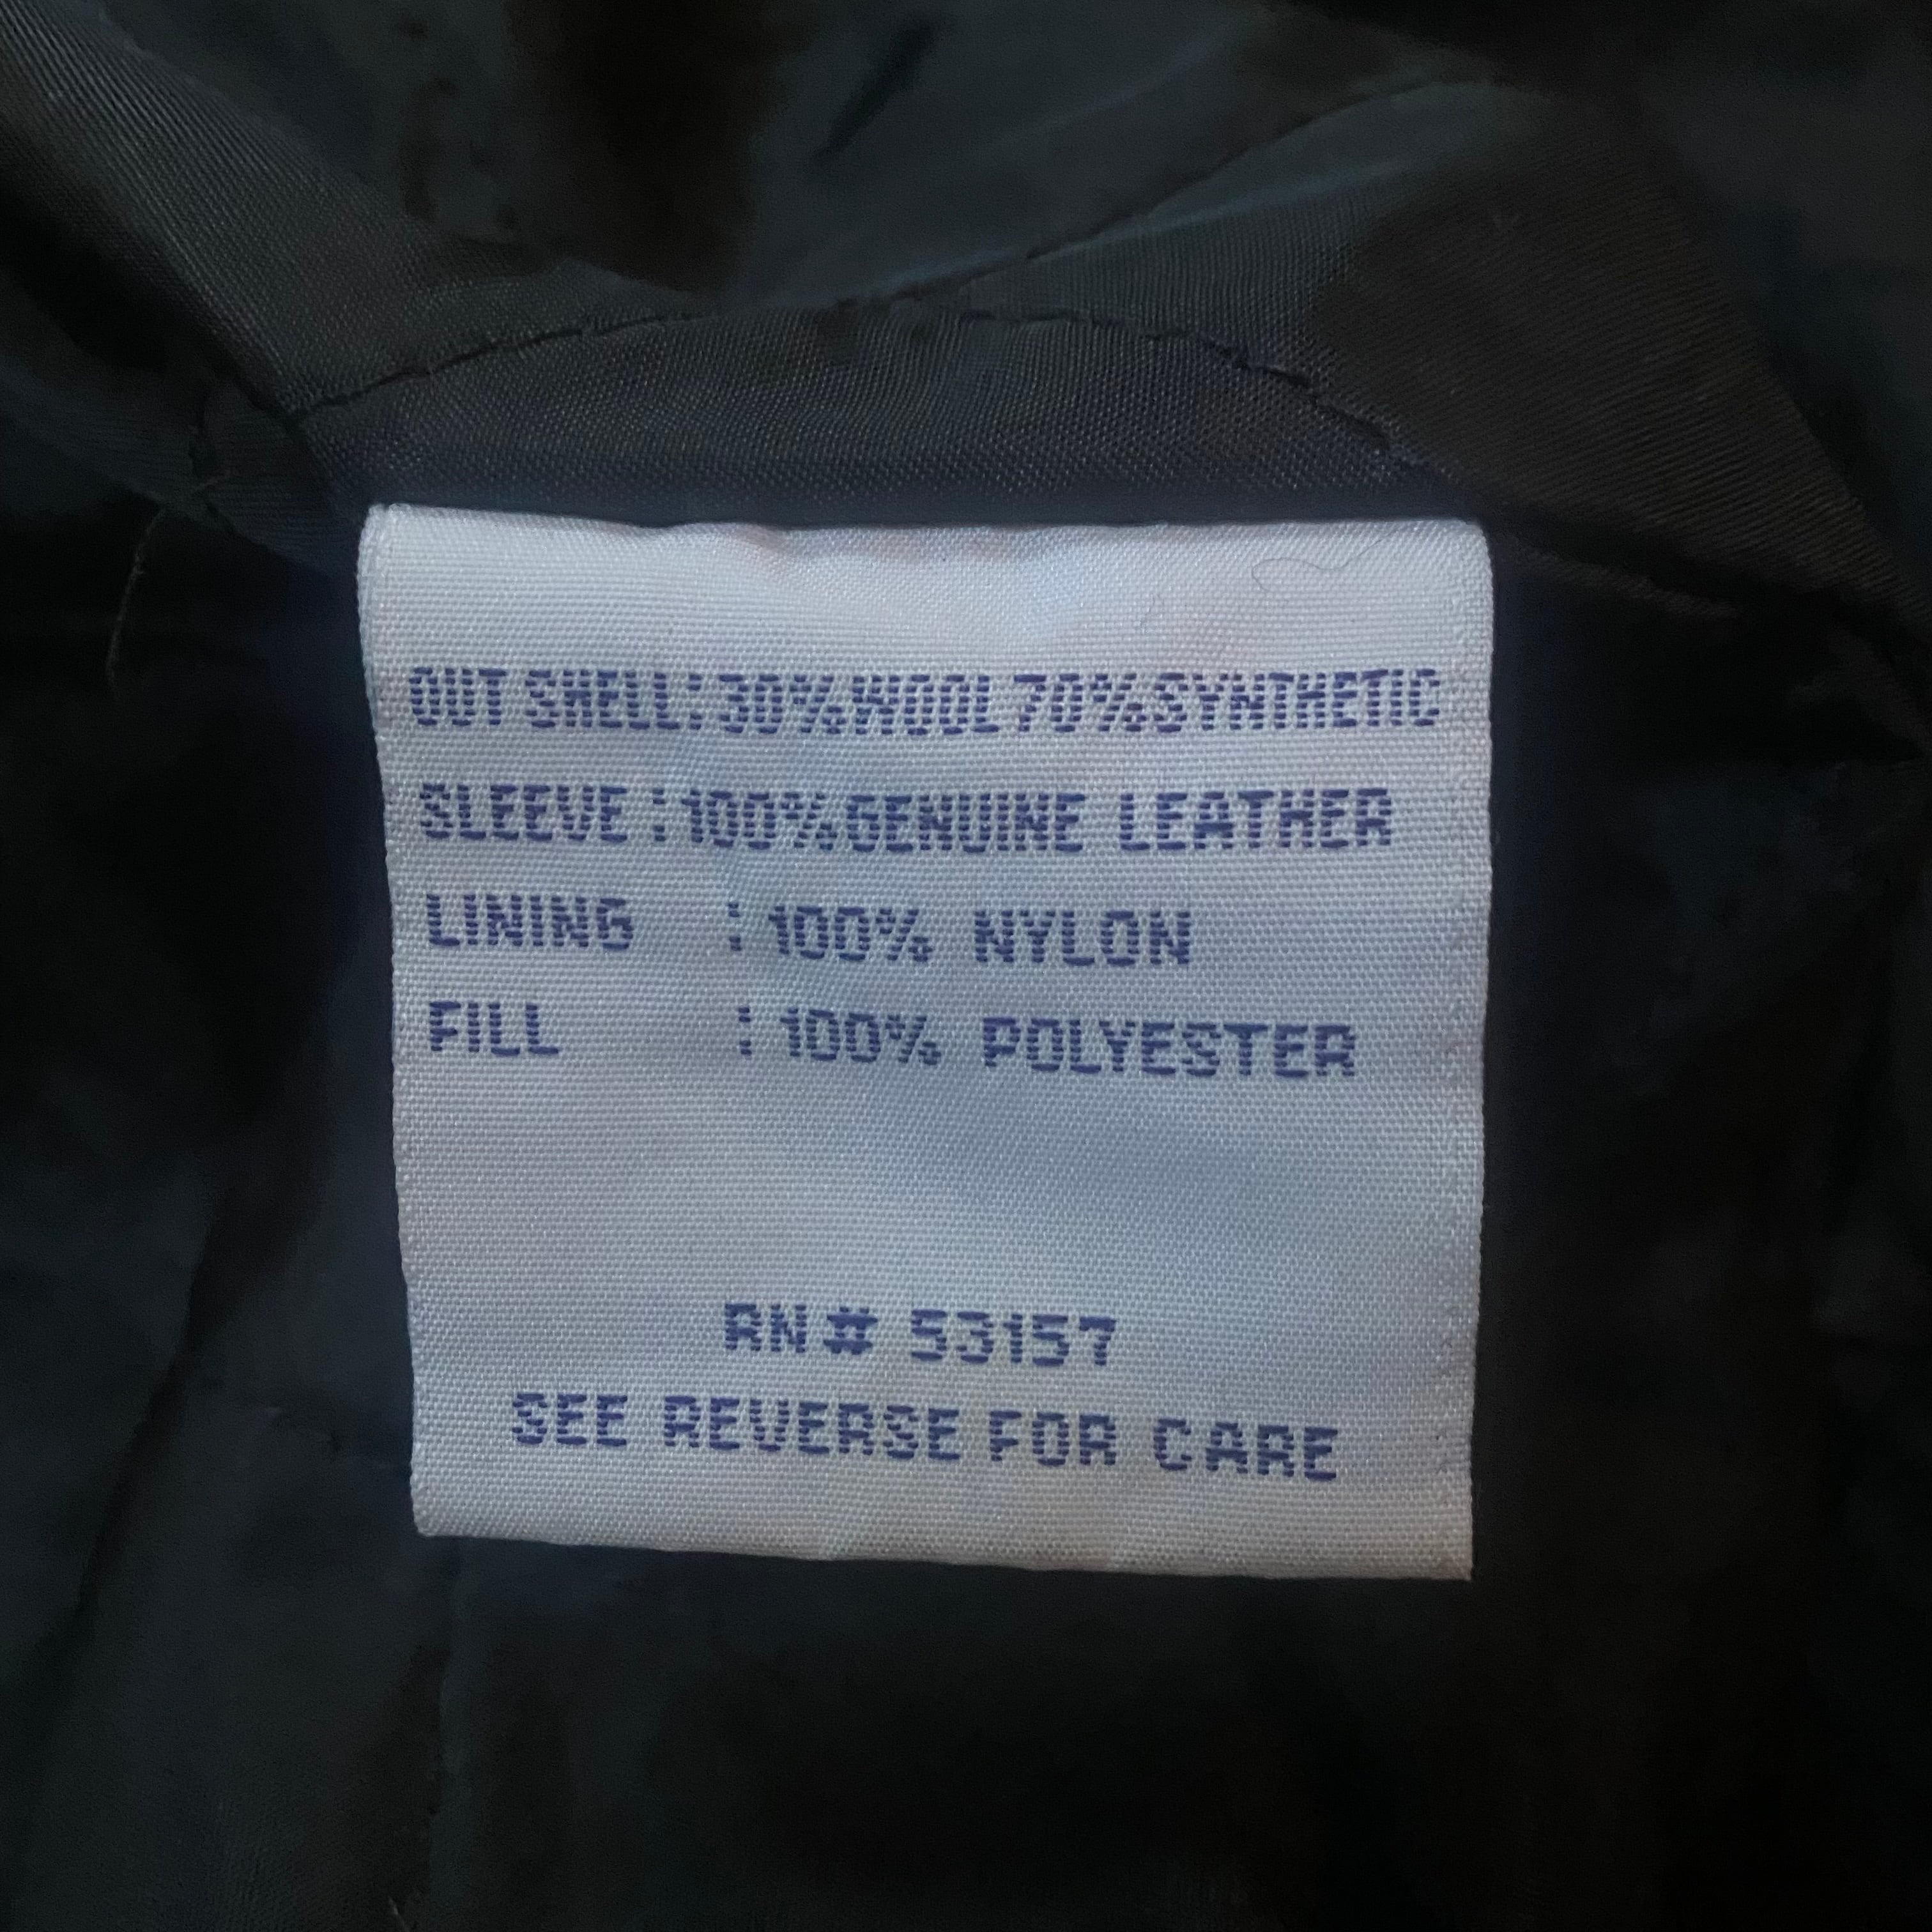 OUT SHELL: 30% WOOL 70% SYNTHETIC
SLEEVE : 100% GENUINE LEATHER
LINING : 100% NYLON
FILL : 100% POLYESTER
RN# 53157
SEE REVERSE FOR CARE